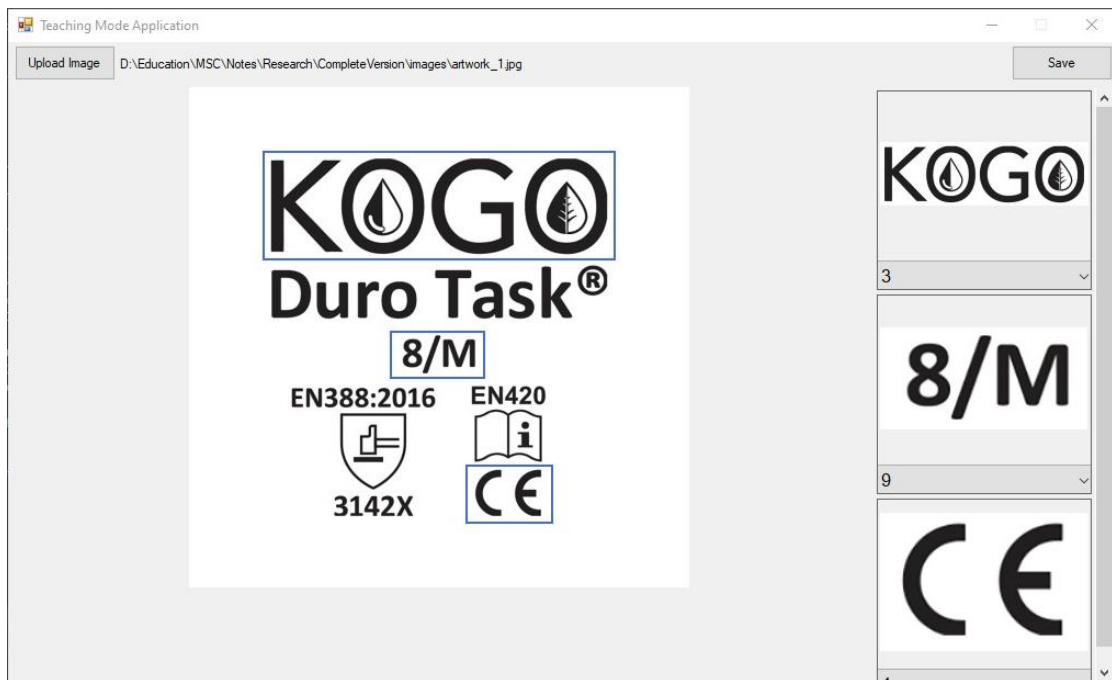 Teaching Mode Application
Upload Image D:\Education\MSC\Notes\Research\CompleteVersion\images\artwork_1.jpg Save
KOGO
Duro Task®
8/M
EN388:2016 EN420
i
3142X
CE
KOGO
3
8/M
9
CE